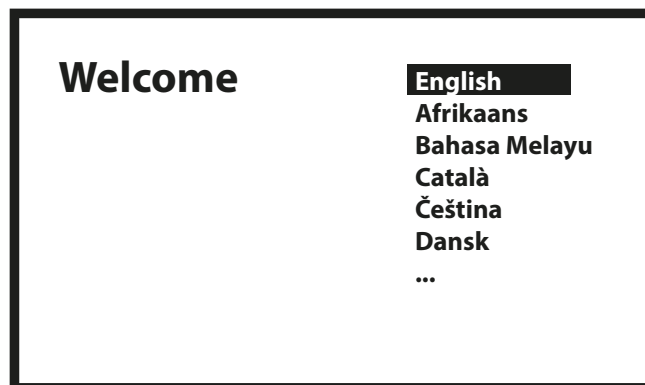 Welcome
English
Afrikaans
Bahasa Melayu
Català
Čeština
Dansk
...